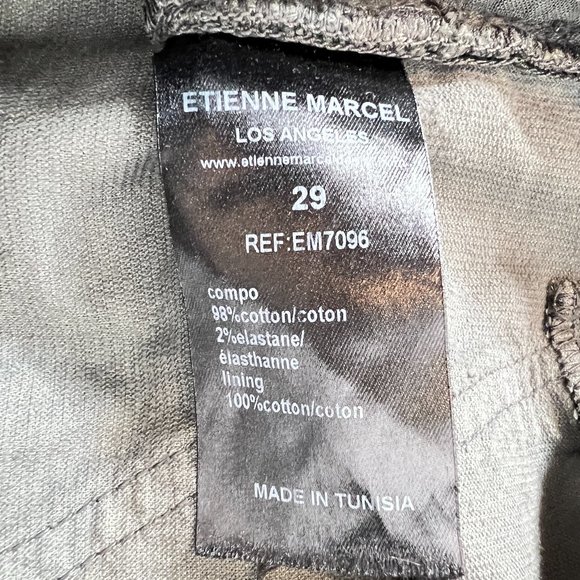 ETIENNE MARCEL
LOS ANGELES
29
REF:EM7096
compo
98%cotton/coton
2%elastane/
élasthanne
lining
100%cotton/coton
MADE IN TUNISIA